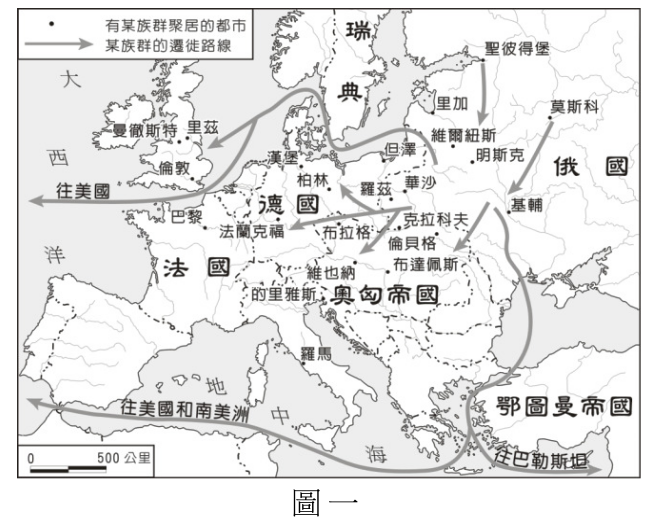 有某族群聚居的都市
某族群的遷徙路線
瑞典
大西洋
聖彼得堡
里加
莫斯科
曼徹斯特
里茲
維爾紐斯
明斯克
俄國
漢堡
但澤
倫敦
柏林
羅茲
華沙
往美國
德國
基輔
巴黎
法蘭克福
布拉格
克拉科夫
倫貝格
法國
維也納
布達佩斯
的里雅斯
奧匈帝國
羅馬
地中海
往美國和南美洲
鄂圖曼帝國
往巴勒斯坦
0 500 公里
圖一